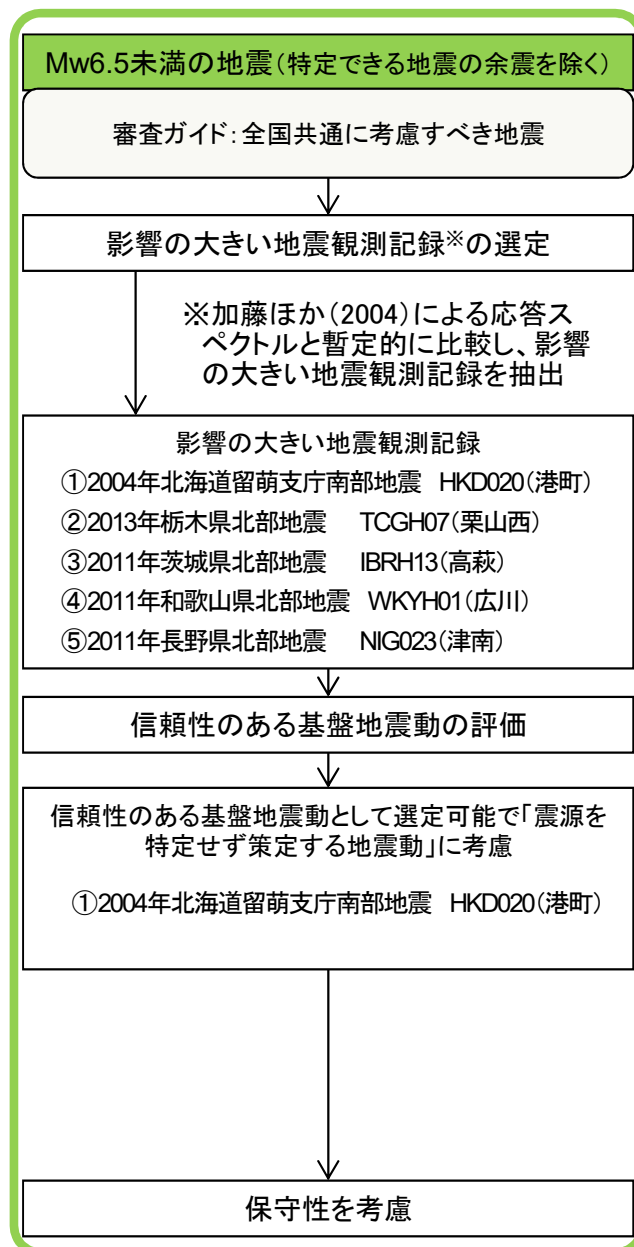 Mw6.5未満の地震（特定できる地震の余震を除く）
審査ガイド：全国共通に考慮すべき地震
影響の大きい地震観測記録※の選定
※加藤ほか（2004）による応答ス
ペクトルと暫定的に比較し、影響
の大きい地震観測記録を抽出
影響の大きい地震観測記録
①2004年北海道留萌支庁南部地震 HKD020（港町）
②2013年栃木県北部地震 TCGH07（栗山西）
③2011年茨城県北部地震 IBRH13（高萩）
④2011年和歌山県北部地震 WKYH01（広川）
⑤2011年長野県北部地震 NIG023（津南）
信頼性のある基盤地震動の評価
信頼性のある基盤地震動として選定可能で「震源を
特定せず策定する地震動」に考慮
①2004年北海道留萌支庁南部地震 HKD020（港町）
保守性を考慮